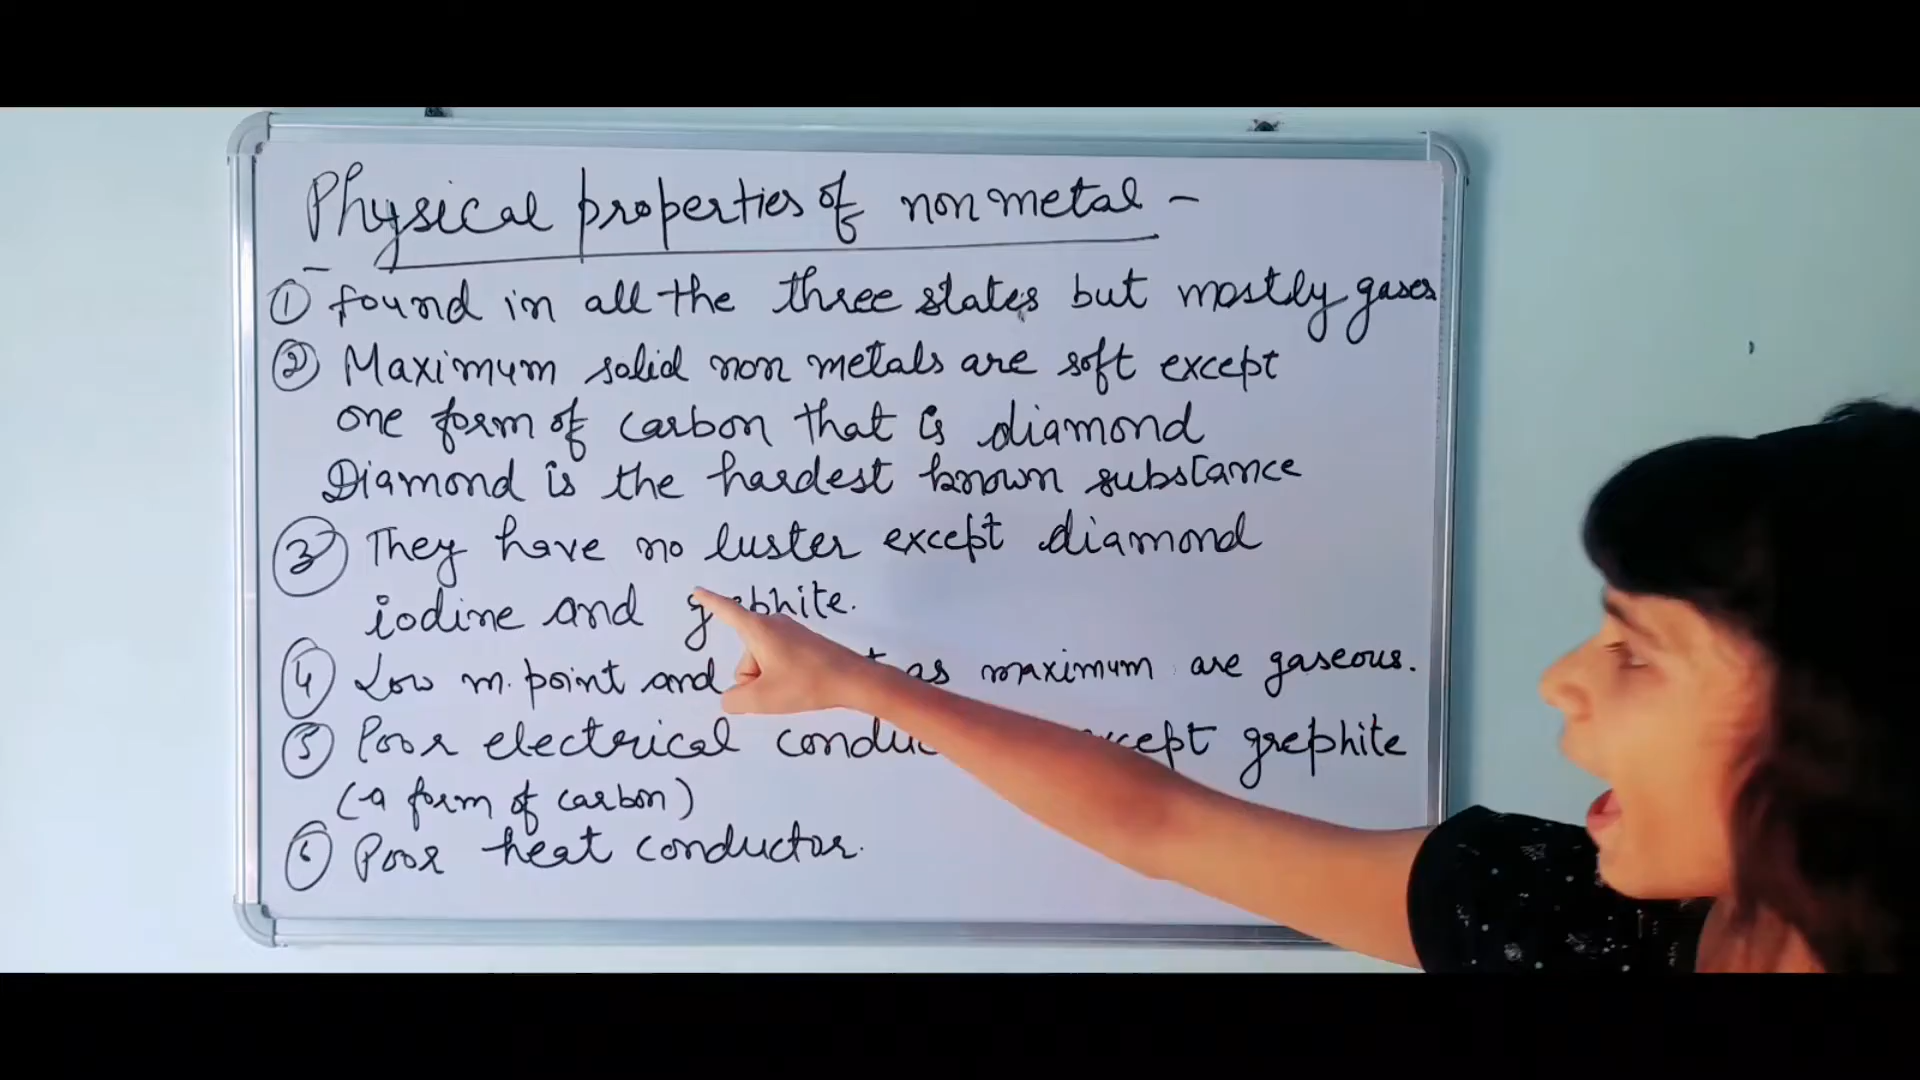 Physical properties of non metal -
① found in all the three states but mostly gases
② Maximum solid non metals are soft except
one form of carbon that is diamond
Diamond is the hardest known substance
③ They have no luster except diamond
iodine and grephite.
④ Low m. point and as maximum are gaseous.
⑤ Poor electrical except grephite
(a form of carbon)
⑥ Poor heat conductor.